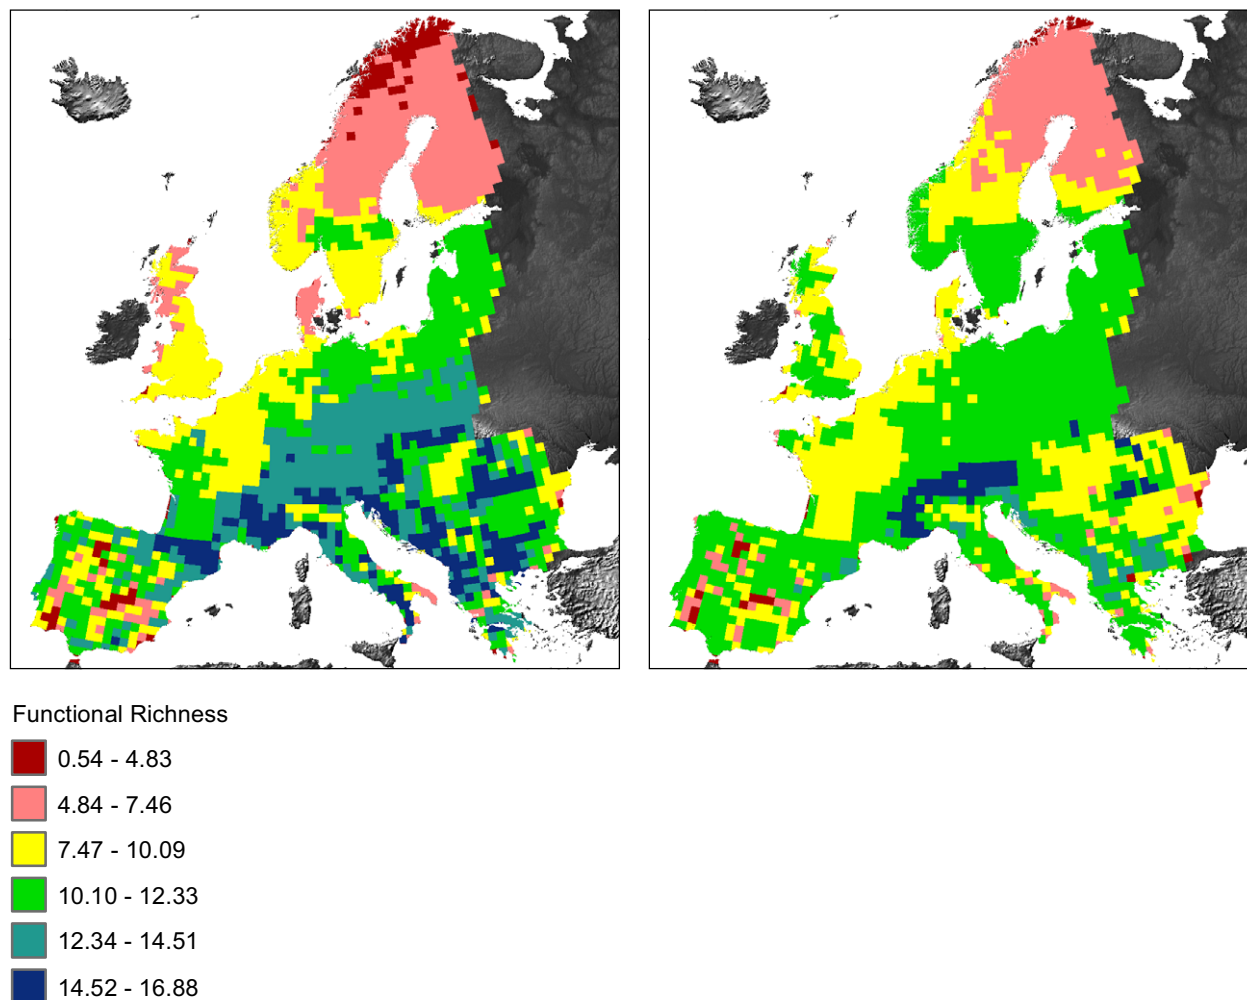 Functional Richness
0.54 - 4.83
4.84 - 7.46
7.47 - 10.09
10.10 - 12.33
12.34 - 14.51
14.52 - 16.88